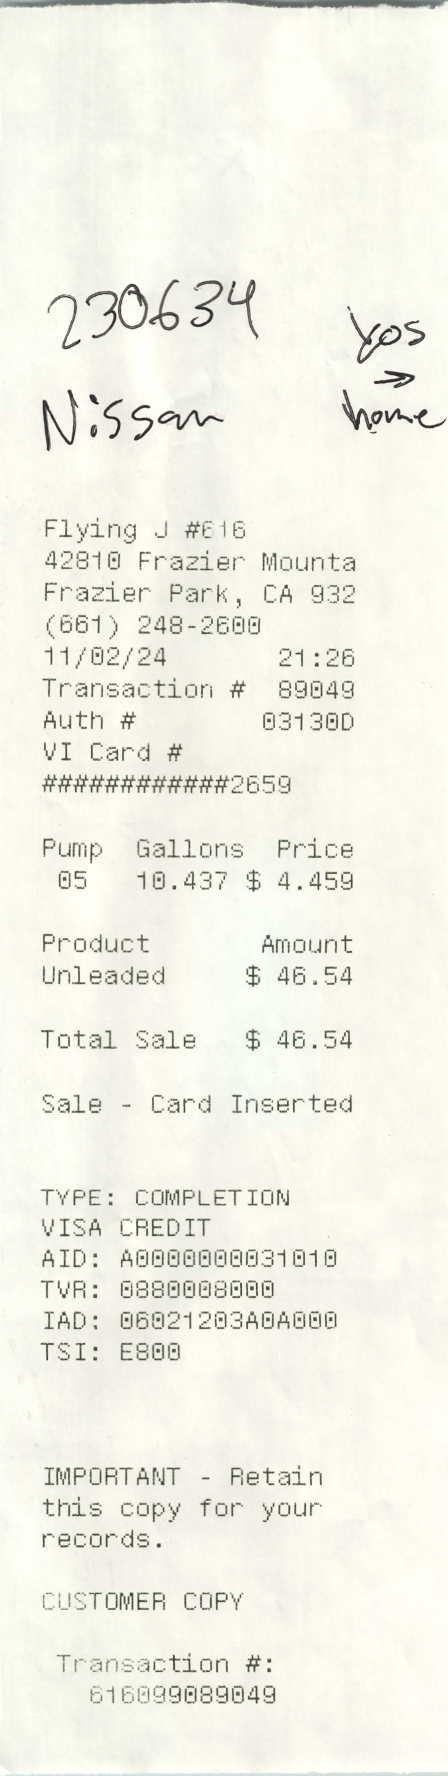 230634
yos
→
Nissan
home
Flying J #616
42810 Frazier Mounta
Frazier Park, CA 932
(661) 248-2600
11/02/24 21:26
Transaction # 89049
Auth # 03130D
VI Card #
############2659
Pump Gallons Price
05 10.437 $ 4.459
Product Amount
Unleaded $ 46.54
Total Sale $ 46.54
Sale - Card Inserted
TYPE: COMPLETION
VISA CREDIT
AID: A0000000031010
TVR: 0880008000
IAD: 06021203A0A000
TSI: E800
IMPORTANT - Retain
this copy for your
records.
CUSTOMER COPY
Transaction #:
616099089049